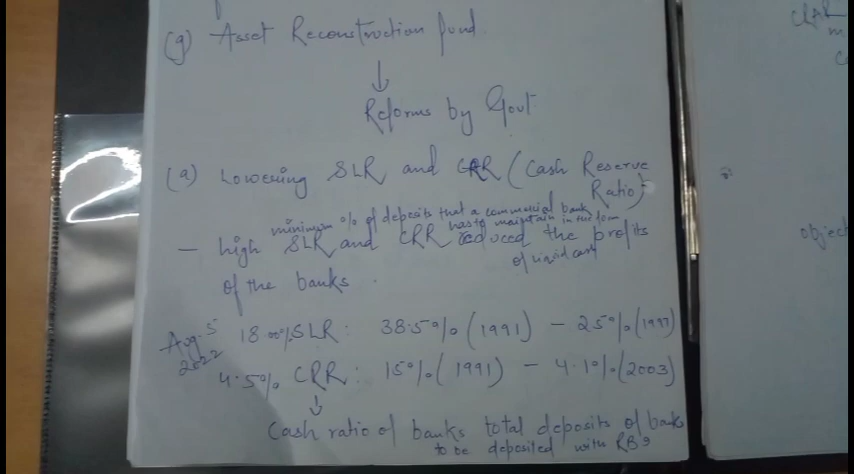 (g) Asset Reconstruction fund.
↓
Reforms by Govt
(a) Lowering SLR and CRR (Cash Reserve
Ratio)
minimum % of deposits that a commercial bank
has to maintain in the form
of liquid cash
– high SLR and CRR reduced the profits
of the banks.
Aug. 5
2022
18.00% SLR: 38.5% (1991) – 25% (1997)
4.5% CRR: 15% (1991) – 4.1% (2003)
↓
Cash ratio of banks total deposits of banks
to be deposited with RBI
CRAR
m
object